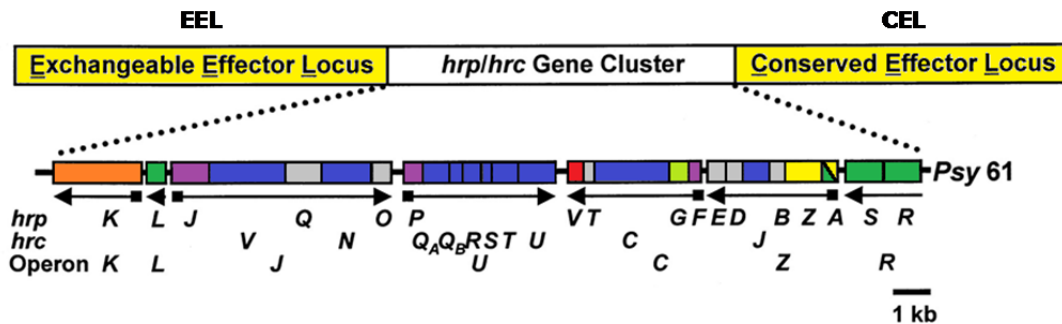 EEL CEL
Exchangeable Effector Locus hrp/hrc Gene Cluster Conserved Effector Locus
Psy 61
hrp K L J Q O P V T G F E D B Z A S R
hrc V N QA QB R S T U C J
Operon K L J U C Z R
1 kb